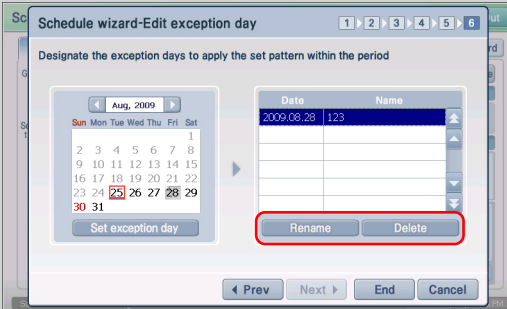 Schedule wizard-Edit exception day
1 2 3 4 5 6
Designate the exception days to apply the set pattern within the period
Aug, 2009
Sun Mon Tue Wed Thu Fri Sat
1
2 3 4 5 6 7 8
9 10 11 12 13 14 15
16 17 18 19 20 21 22
23 24 25 26 27 28 29
30 31
Set exception day
Date Name
2009.08.28 123
Rename Delete
Prev Next End Cancel